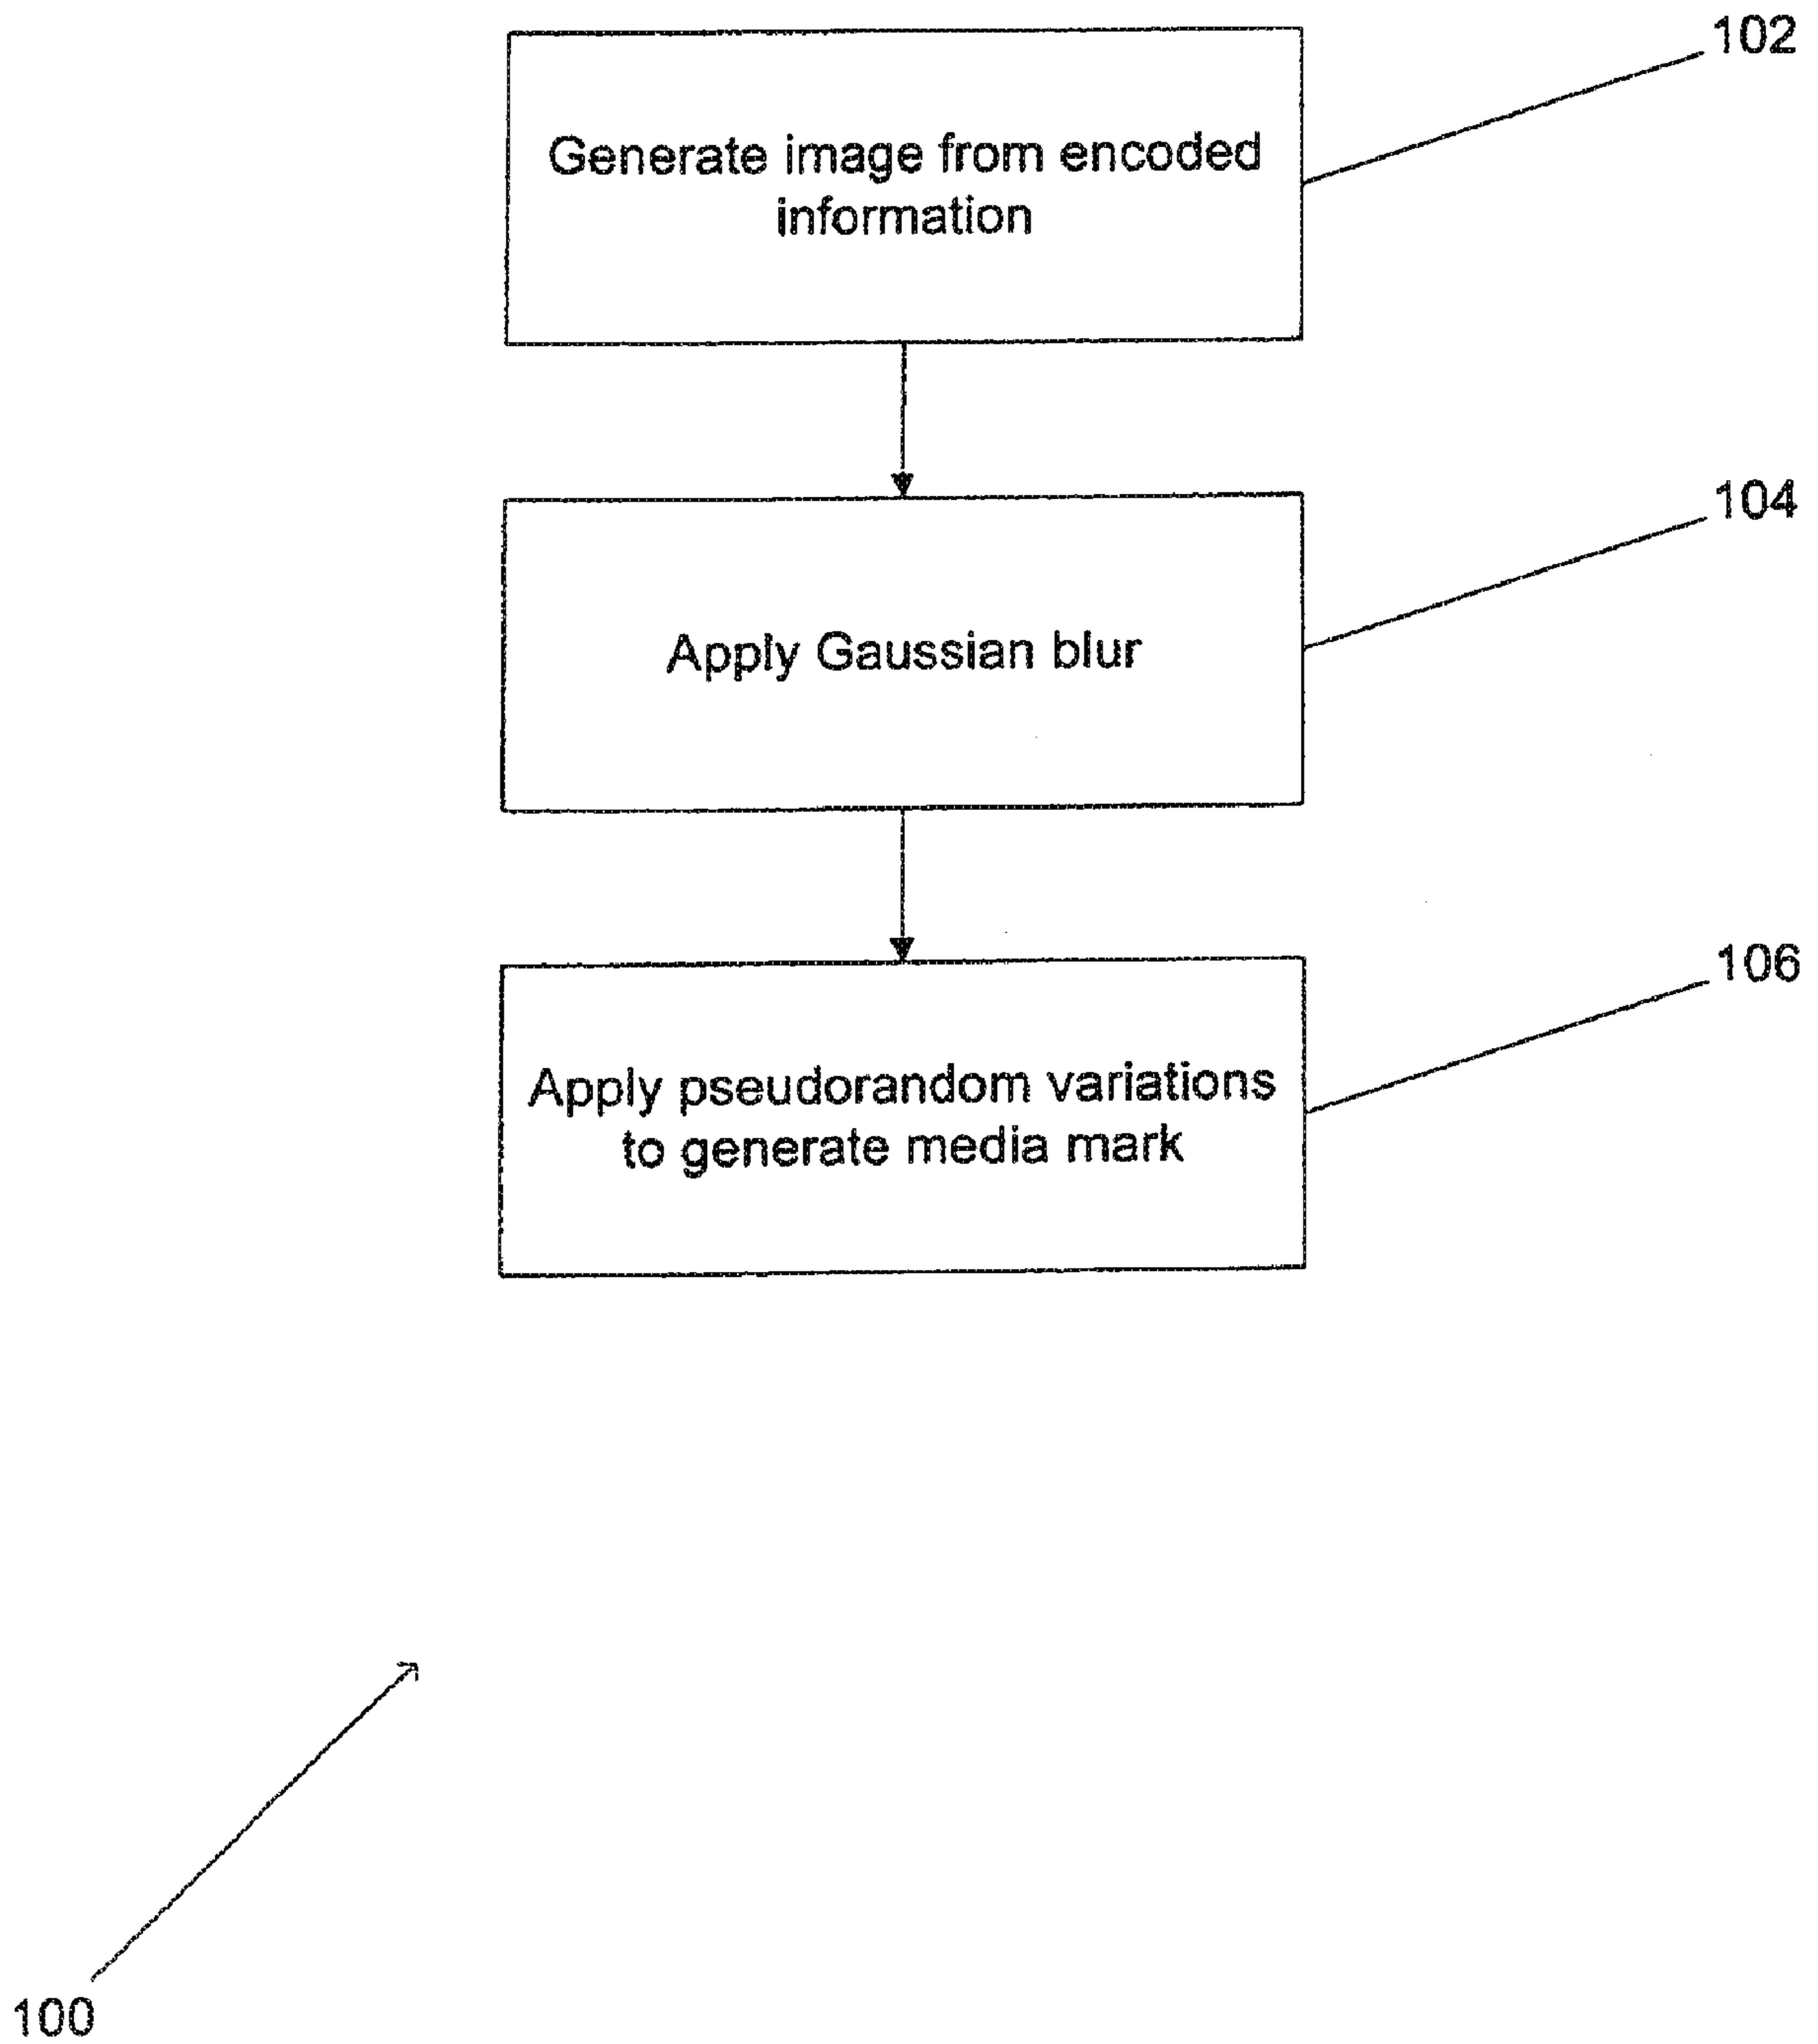 102
Generate image from encoded
information
104
Apply Gaussian blur
106
Apply pseudorandom variations
to generate media mark
100